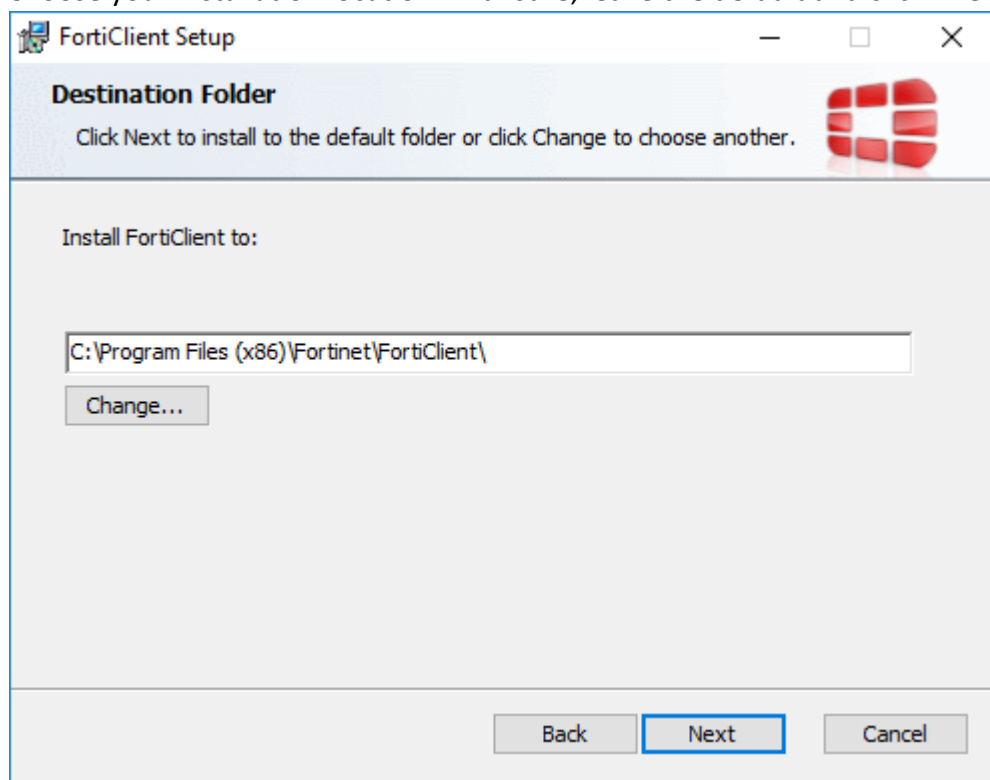 FortiClient Setup
Destination Folder
Click Next to install to the default folder or click Change to choose another.
Install FortiClient to:
C:\Program Files (x86)\Fortinet\FortiClient\
Change...
Back Next Cancel